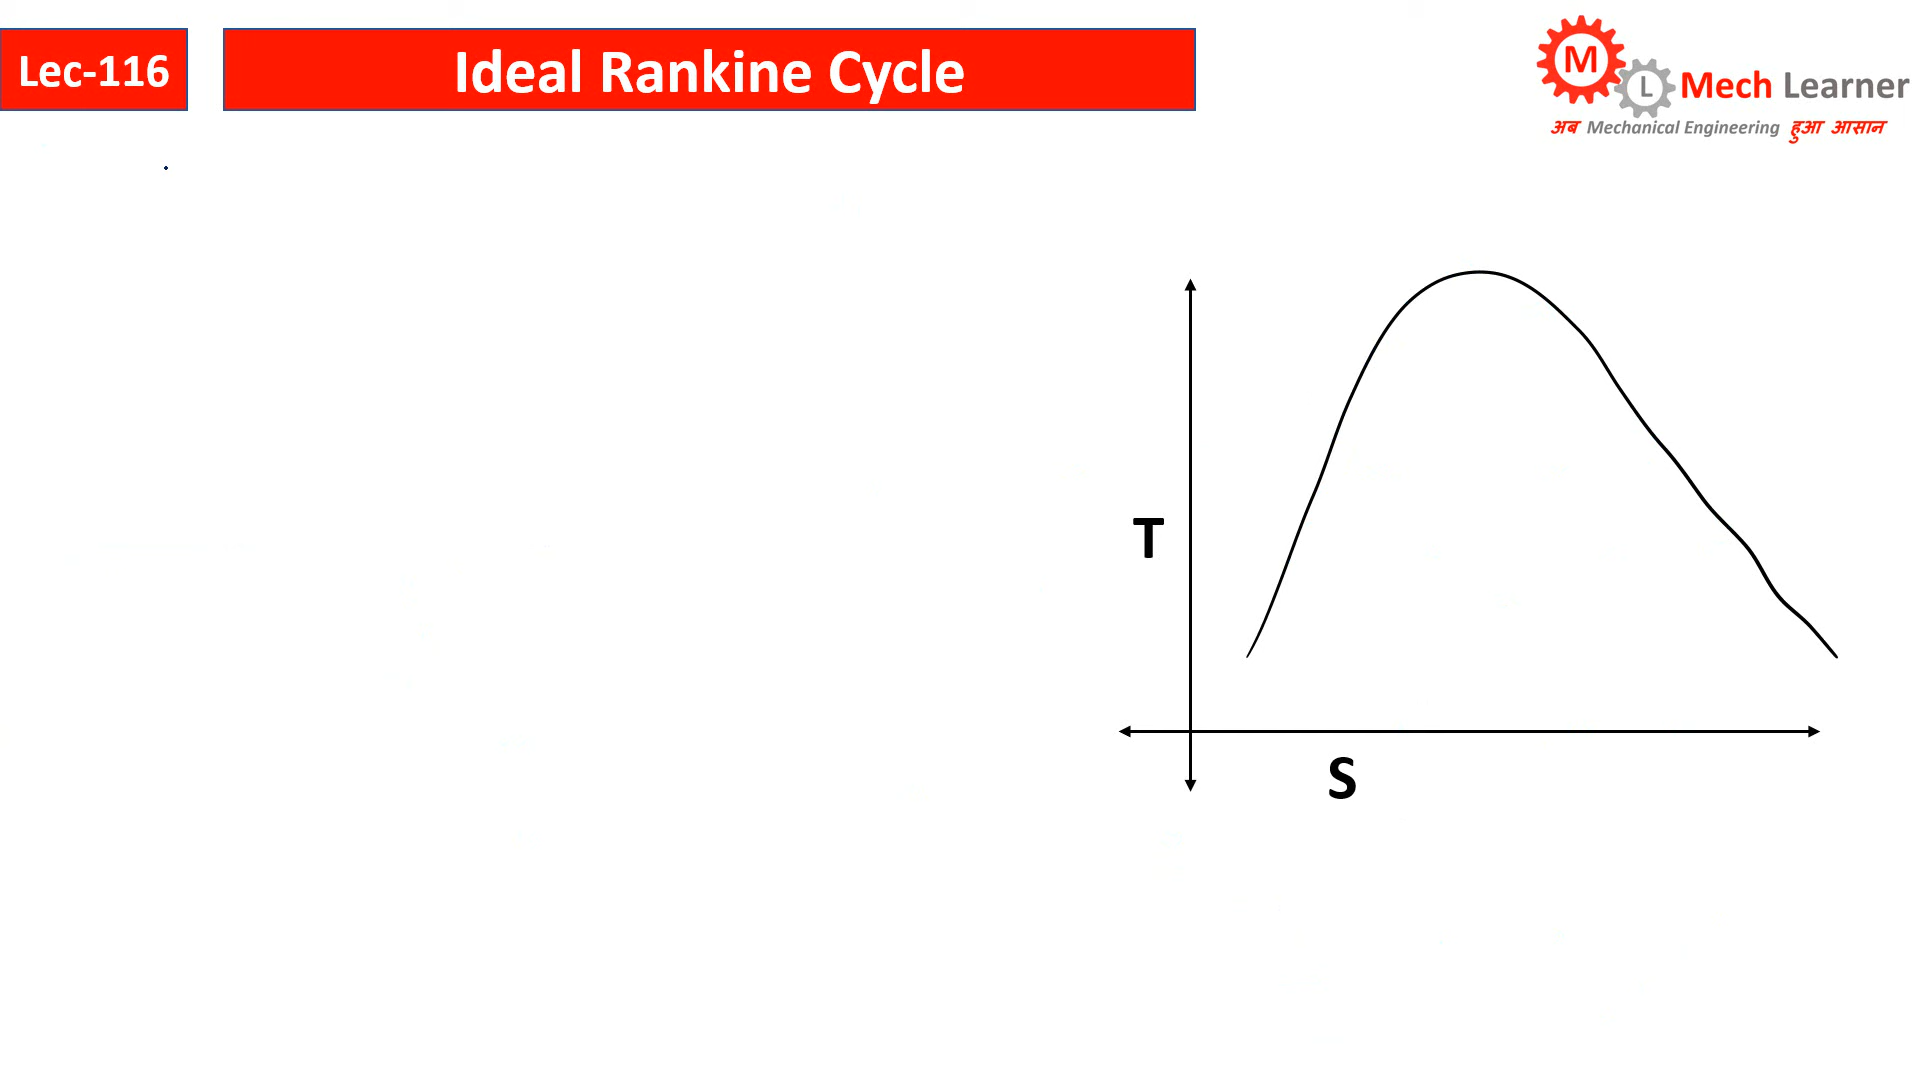 Lec-116
Ideal Rankine Cycle
M
L
Mech Learner
अब Mechanical Engineering हुआ आसान
T
S